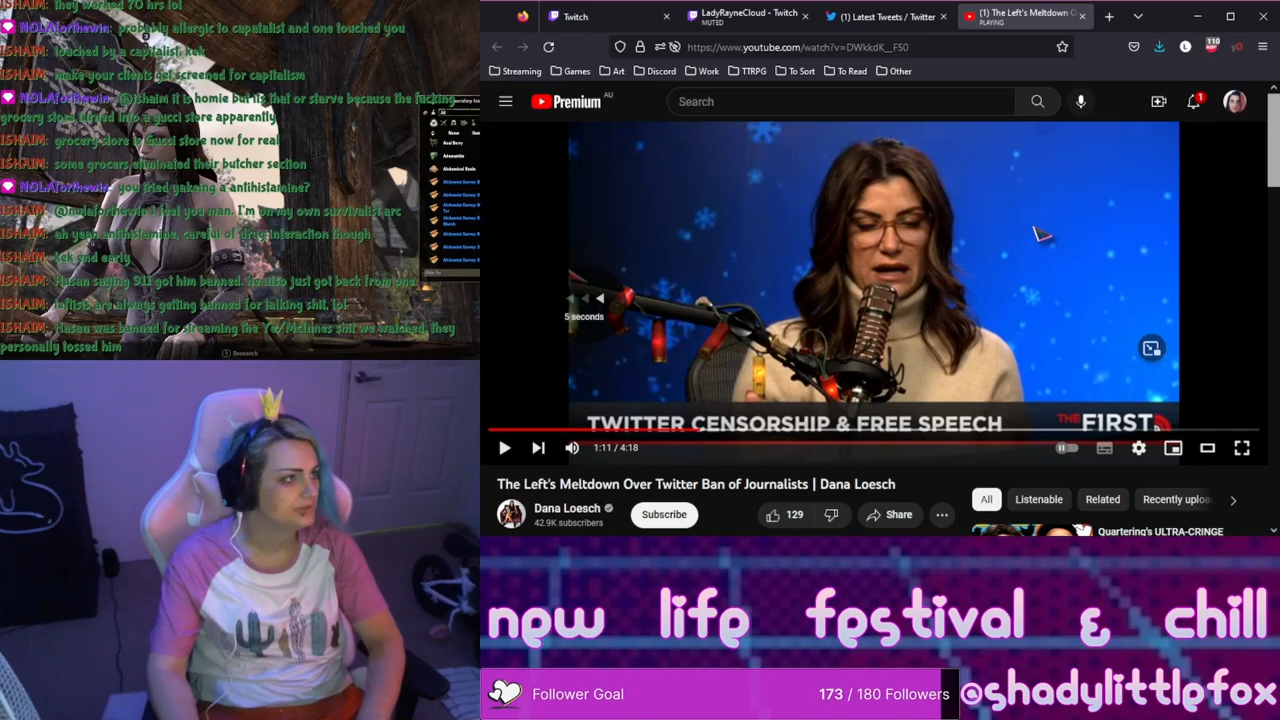 ISHAIM: they worked 70 hrs lol
NOLAforthewin: probably allergic to capatalist and one touched you
ISHAIM: touched by a capitalist, kek
ISHAIM: make your clients get screened for capitalism
NOLAforthewin: @ishaim it is homie but its that or starve because the fucking
grocery store turned into a gucci store apparently
ISHAIM: grocery store is Gucci store now for real
ISHAIM: some grocers eliminated their butcher section
NOLAforthewin: you tried yakeing a antihistamine?
ISHAIM: @nolaforthewin I feel you man. I'm on my own survivalist arc
ISHAIM: ah yeah antihistamine, careful of drug interaction though
ISHAIM: kek end early
ISHAIM: Hasan saying 911 got him banned. he also just got back from one
ISHAIM: leftists are always getting banned for talking shit, lol
ISHAIM: Hasan was banned for streaming the Ye/McInnes shit we watched, they
personally tossed him
Name
Acai Berry
Adamantite
Research
Twitch
LadyRayneCloud - Twitch
MUTED
(1) Latest Tweets / Twitter
(1) The Left's Meltdown O
PLAYING
https://www.youtube.com/watch?v=DWkkdK__FS0
110
Streaming
Games
Art
Discord
Work
TTRPG
To Sort
To Read
Other
Premium AU
Search
1
5 seconds
TWITTER CENSORSHIP & FREE SPEECH
THE FIRST
1:11 / 4:18
The Left's Meltdown Over Twitter Ban of Journalists | Dana Loesch
Dana Loesch
42.9K subscribers
Subscribe
129
Share
All
Listenable
Related
Recently uploa
Quartering's ULTRA-CRINGE
new life festival & chill
Follower Goal
173 / 180 Followers
@shadylittlefox